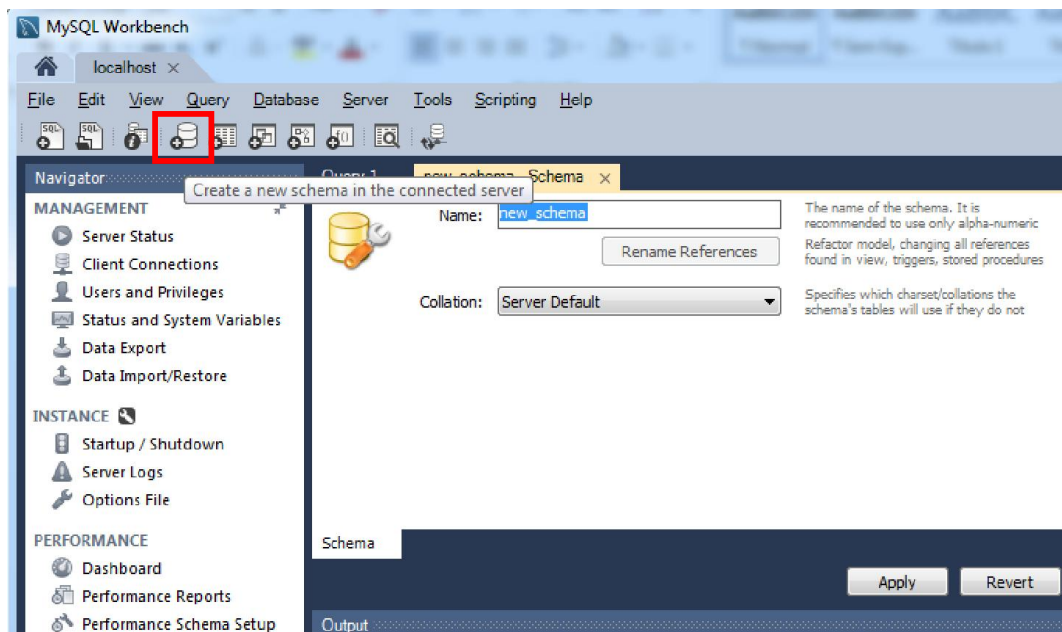 MySQL Workbench
localhost ×
File Edit View Query Database Server Tools Scripting Help
SQL SQL
Navigator
Query 1 new_schema - Schema ×
Create a new schema in the connected server
MANAGEMENT
Server Status
Client Connections
Users and Privileges
Status and System Variables
Data Export
Data Import/Restore
INSTANCE
Startup / Shutdown
Server Logs
Options File
PERFORMANCE
Dashboard
Performance Reports
Performance Schema Setup
Name: new_schema
The name of the schema. It is
recommended to use only alpha-numeric
Rename References
Refactor model, changing all references
found in view, triggers, stored procedures
Collation: Server Default
Specifies which charset/collations the
schema's tables will use if they do not
Schema
Apply Revert
Output